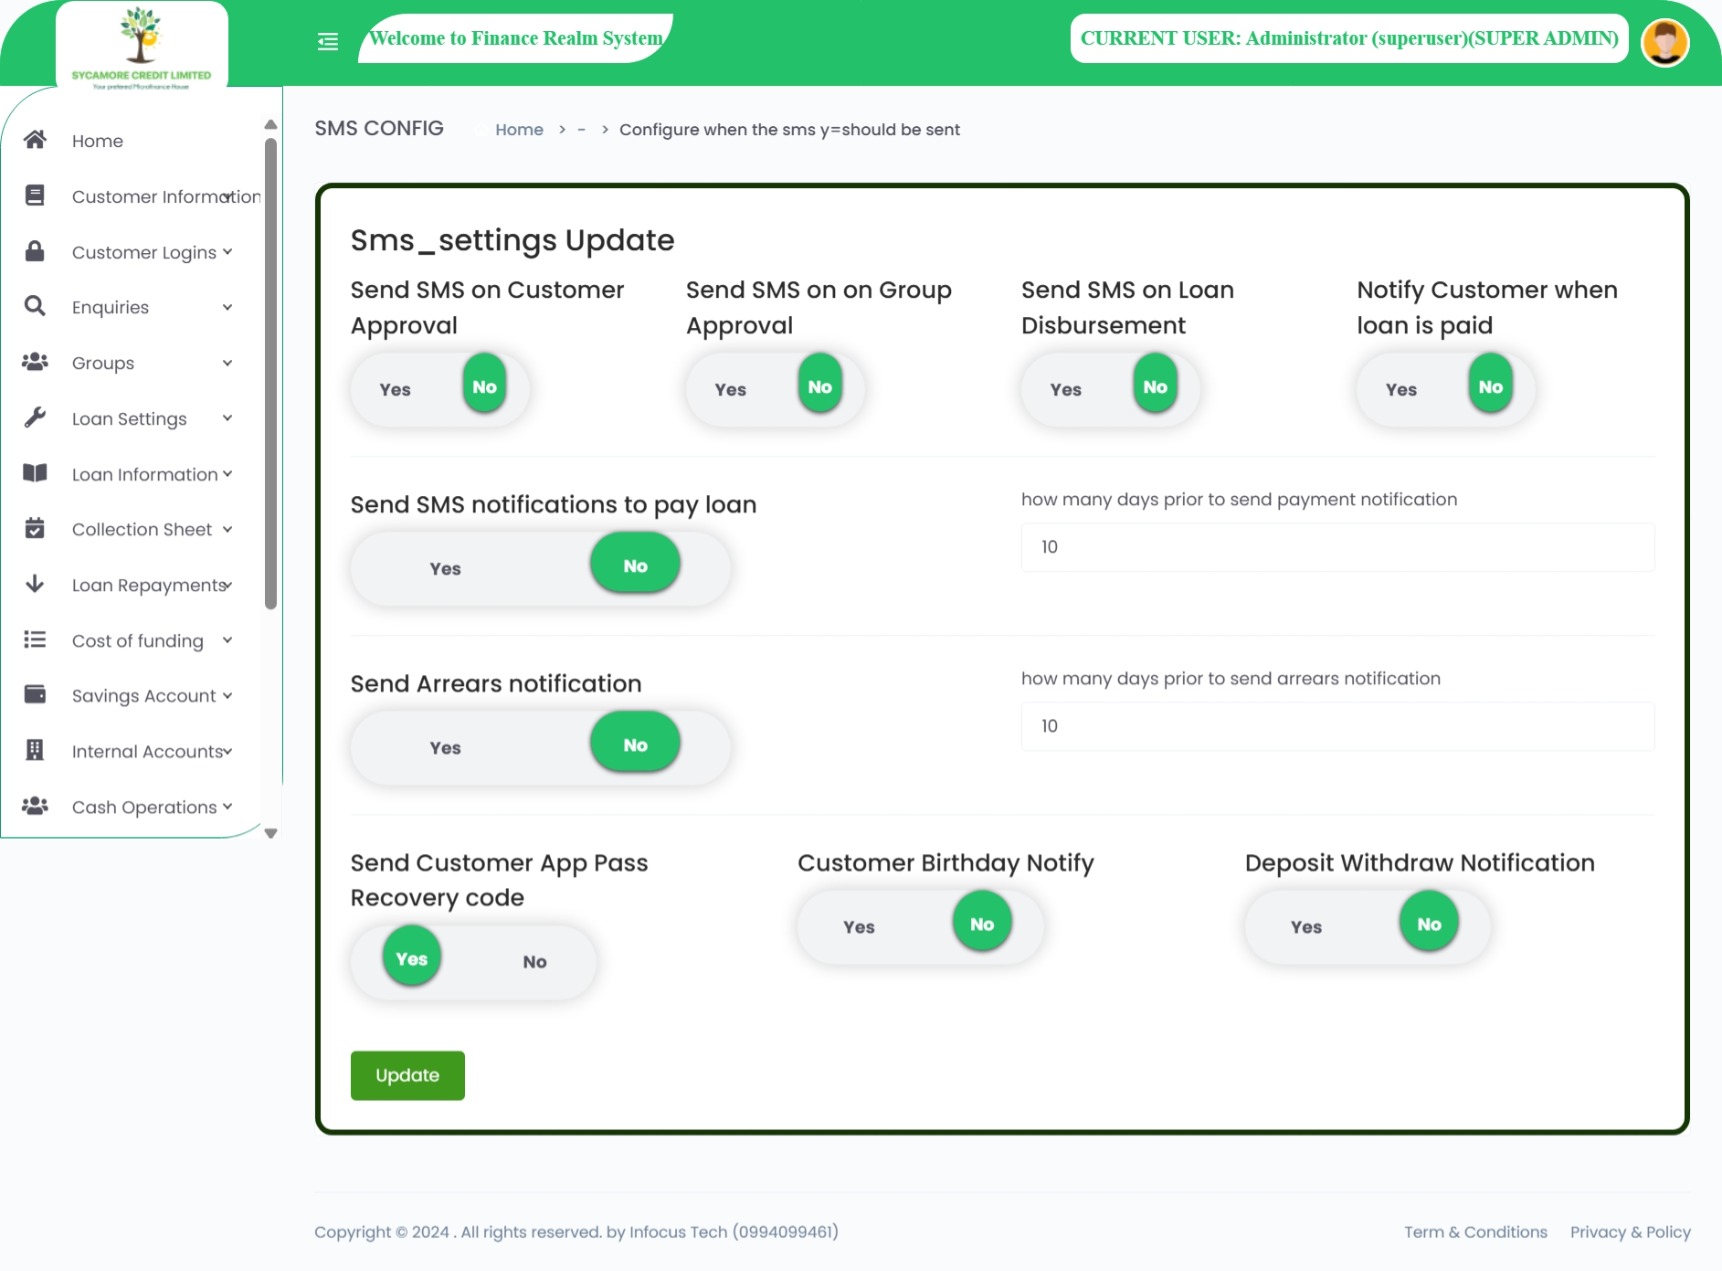 SYCAMORE CREDIT LIMITED
Your prefered Microfinance House
Welcome to Finance Realm System
CURRENT USER: Administrator (superuser)(SUPER ADMIN)
Home
Customer Information
Customer Logins
Enquiries
Groups
Loan Settings
Loan Information
Collection Sheet
Loan Repayments
Cost of funding
Savings Account
Internal Accounts
Cash Operations
SMS CONFIG
Home > - > Configure when the sms y=should be sent
Sms_settings Update
Send SMS on Customer
Approval
Yes No
Send SMS on on Group
Approval
Yes No
Send SMS on Loan
Disbursement
Yes No
Notify Customer when
loan is paid
Yes No
Send SMS notifications to pay loan
Yes No
how many days prior to send payment notification
10
Send Arrears notification
Yes No
how many days prior to send arrears notification
10
Send Customer App Pass
Recovery code
Yes No
Customer Birthday Notify
Yes No
Deposit Withdraw Notification
Yes No
Update
Copyright © 2024 . All rights reserved. by Infocus Tech (0994099461)
Term & Conditions Privacy & Policy